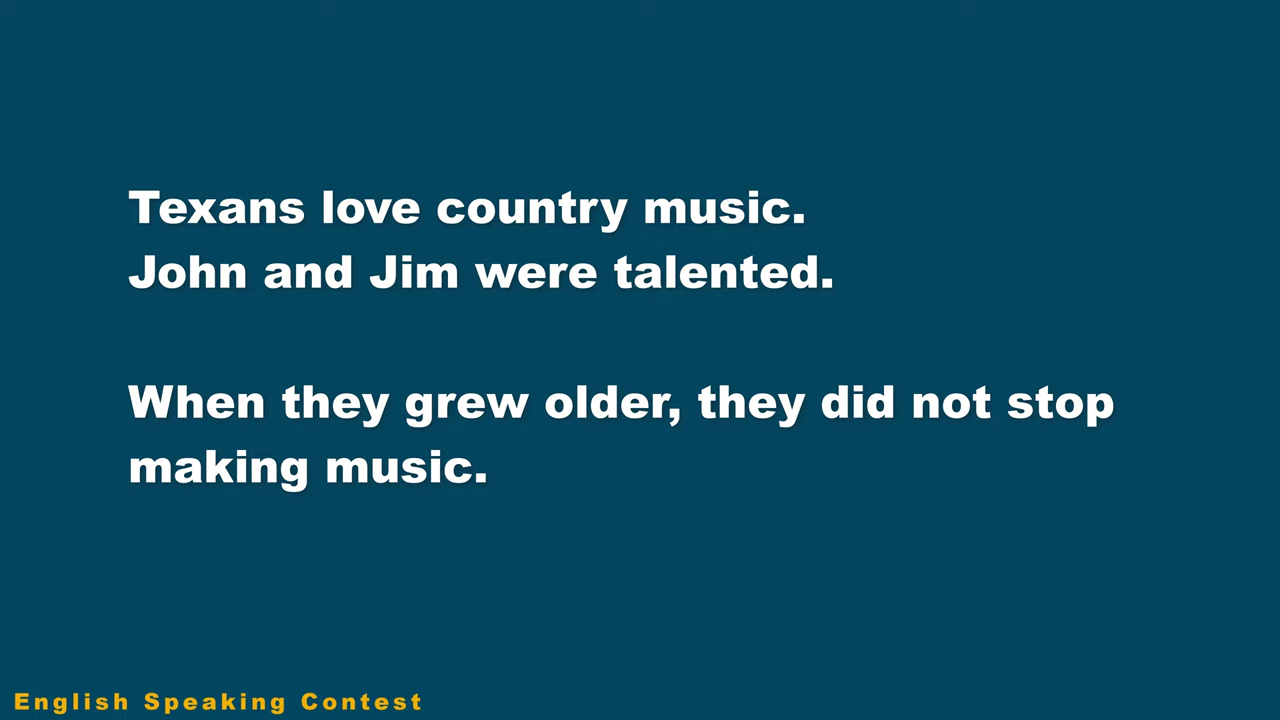 Texans love country music.
John and Jim were talented.
When they grew older, they did not stop
making music.
English Speaking Contest